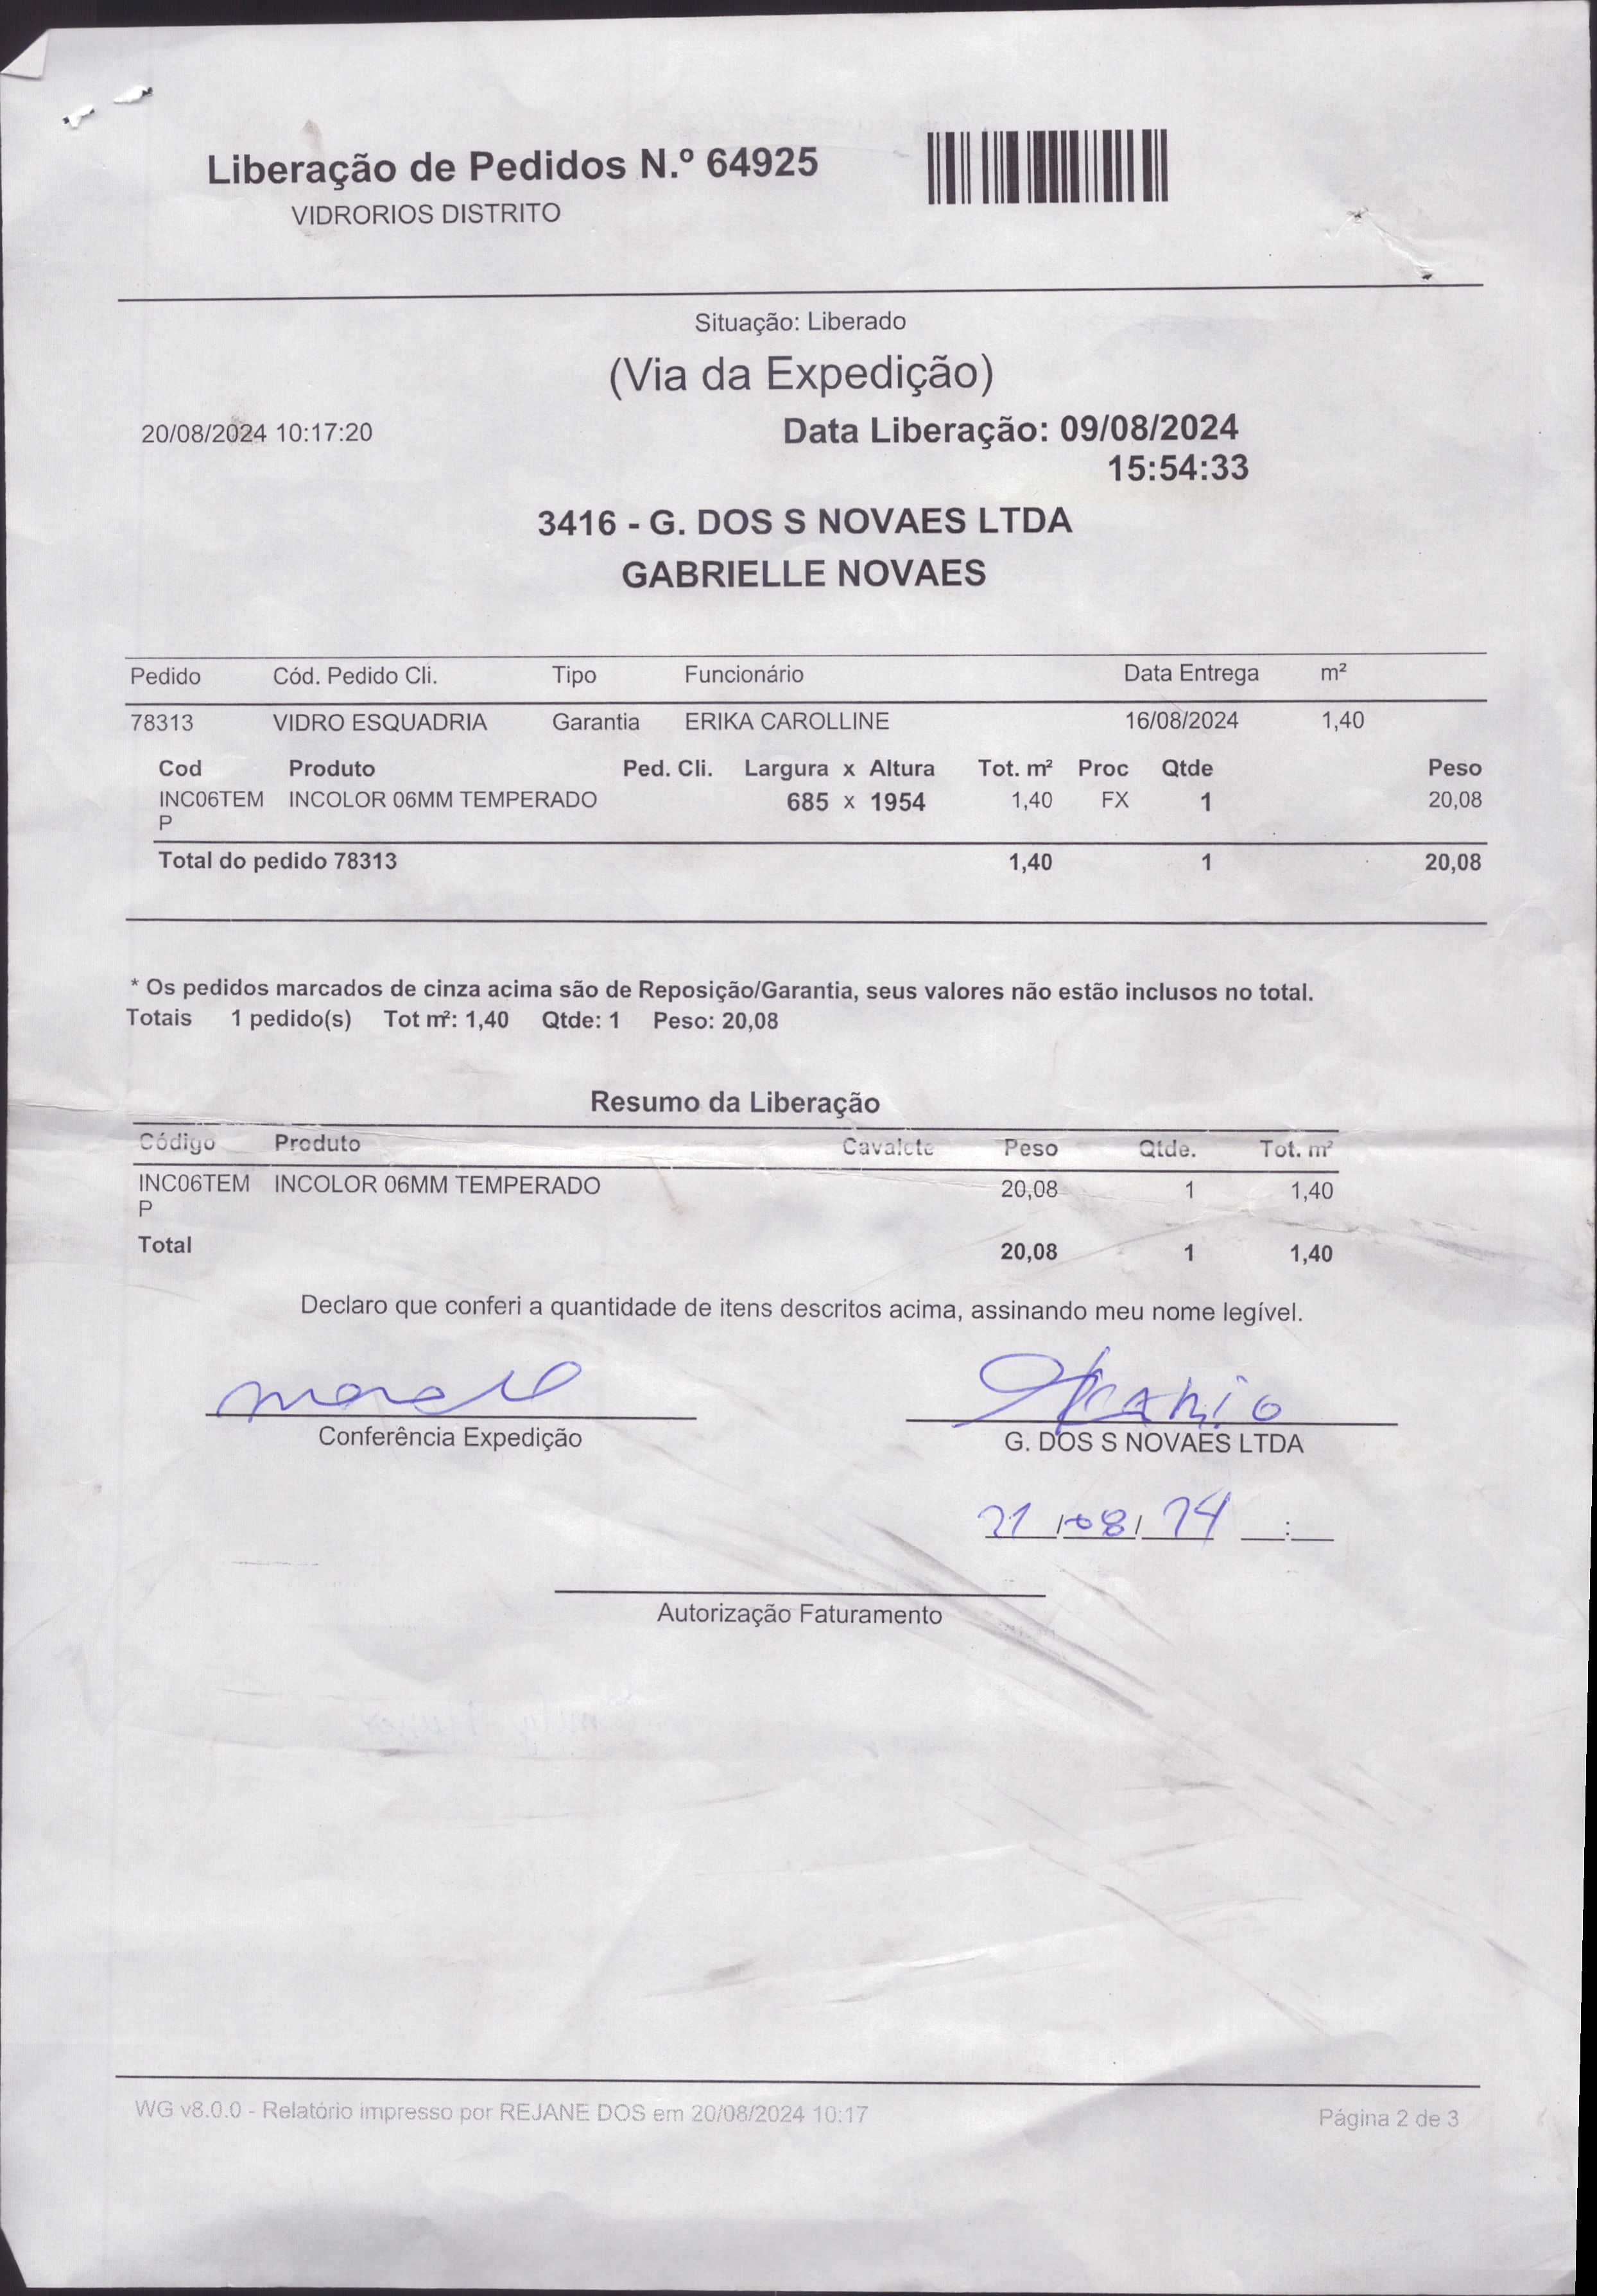 Liberação de Pedidos N.º 64925
VIDRORIOS DISTRITO
Situação: Liberado
(Via da Expedição)
20/08/2024 10:17:20 Data Liberação: 09/08/2024
15:54:33
3416 - G. DOS S NOVAES LTDA
GABRIELLE NOVAES
Pedido Cód. Pedido Cli. Tipo Funcionário Data Entrega m²
78313 VIDRO ESQUADRIA Garantia ERIKA CAROLLINE 16/08/2024 1,40
Cod Produto Ped. Cli. Largura x Altura Tot. m² Proc Qtde Peso
INC06TEM INCOLOR 06MM TEMPERADO 685 x 1954 1,40 FX 1 20,08
P
Total do pedido 78313 1,40 1 20,08
* Os pedidos marcados de cinza acima são de Reposição/Garantia, seus valores não estão inclusos no total.
Totais 1 pedido(s) Tot m²: 1,40 Qtde: 1 Peso: 20,08
Resumo da Liberação
Código Produto Cavalete Peso Qtde. Tot. m²
INC06TEM INCOLOR 06MM TEMPERADO 20,08 1 1,40
P
Total 20,08 1 1,40
Declaro que conferi a quantidade de itens descritos acima, assinando meu nome legível.
Conferência Expedição
G. DOS S NOVAES LTDA
Autorização Faturamento
WG v8.0.0 - Relatório impresso por REJANE DOS em 20/08/2024 10:17 Página 2 de 3